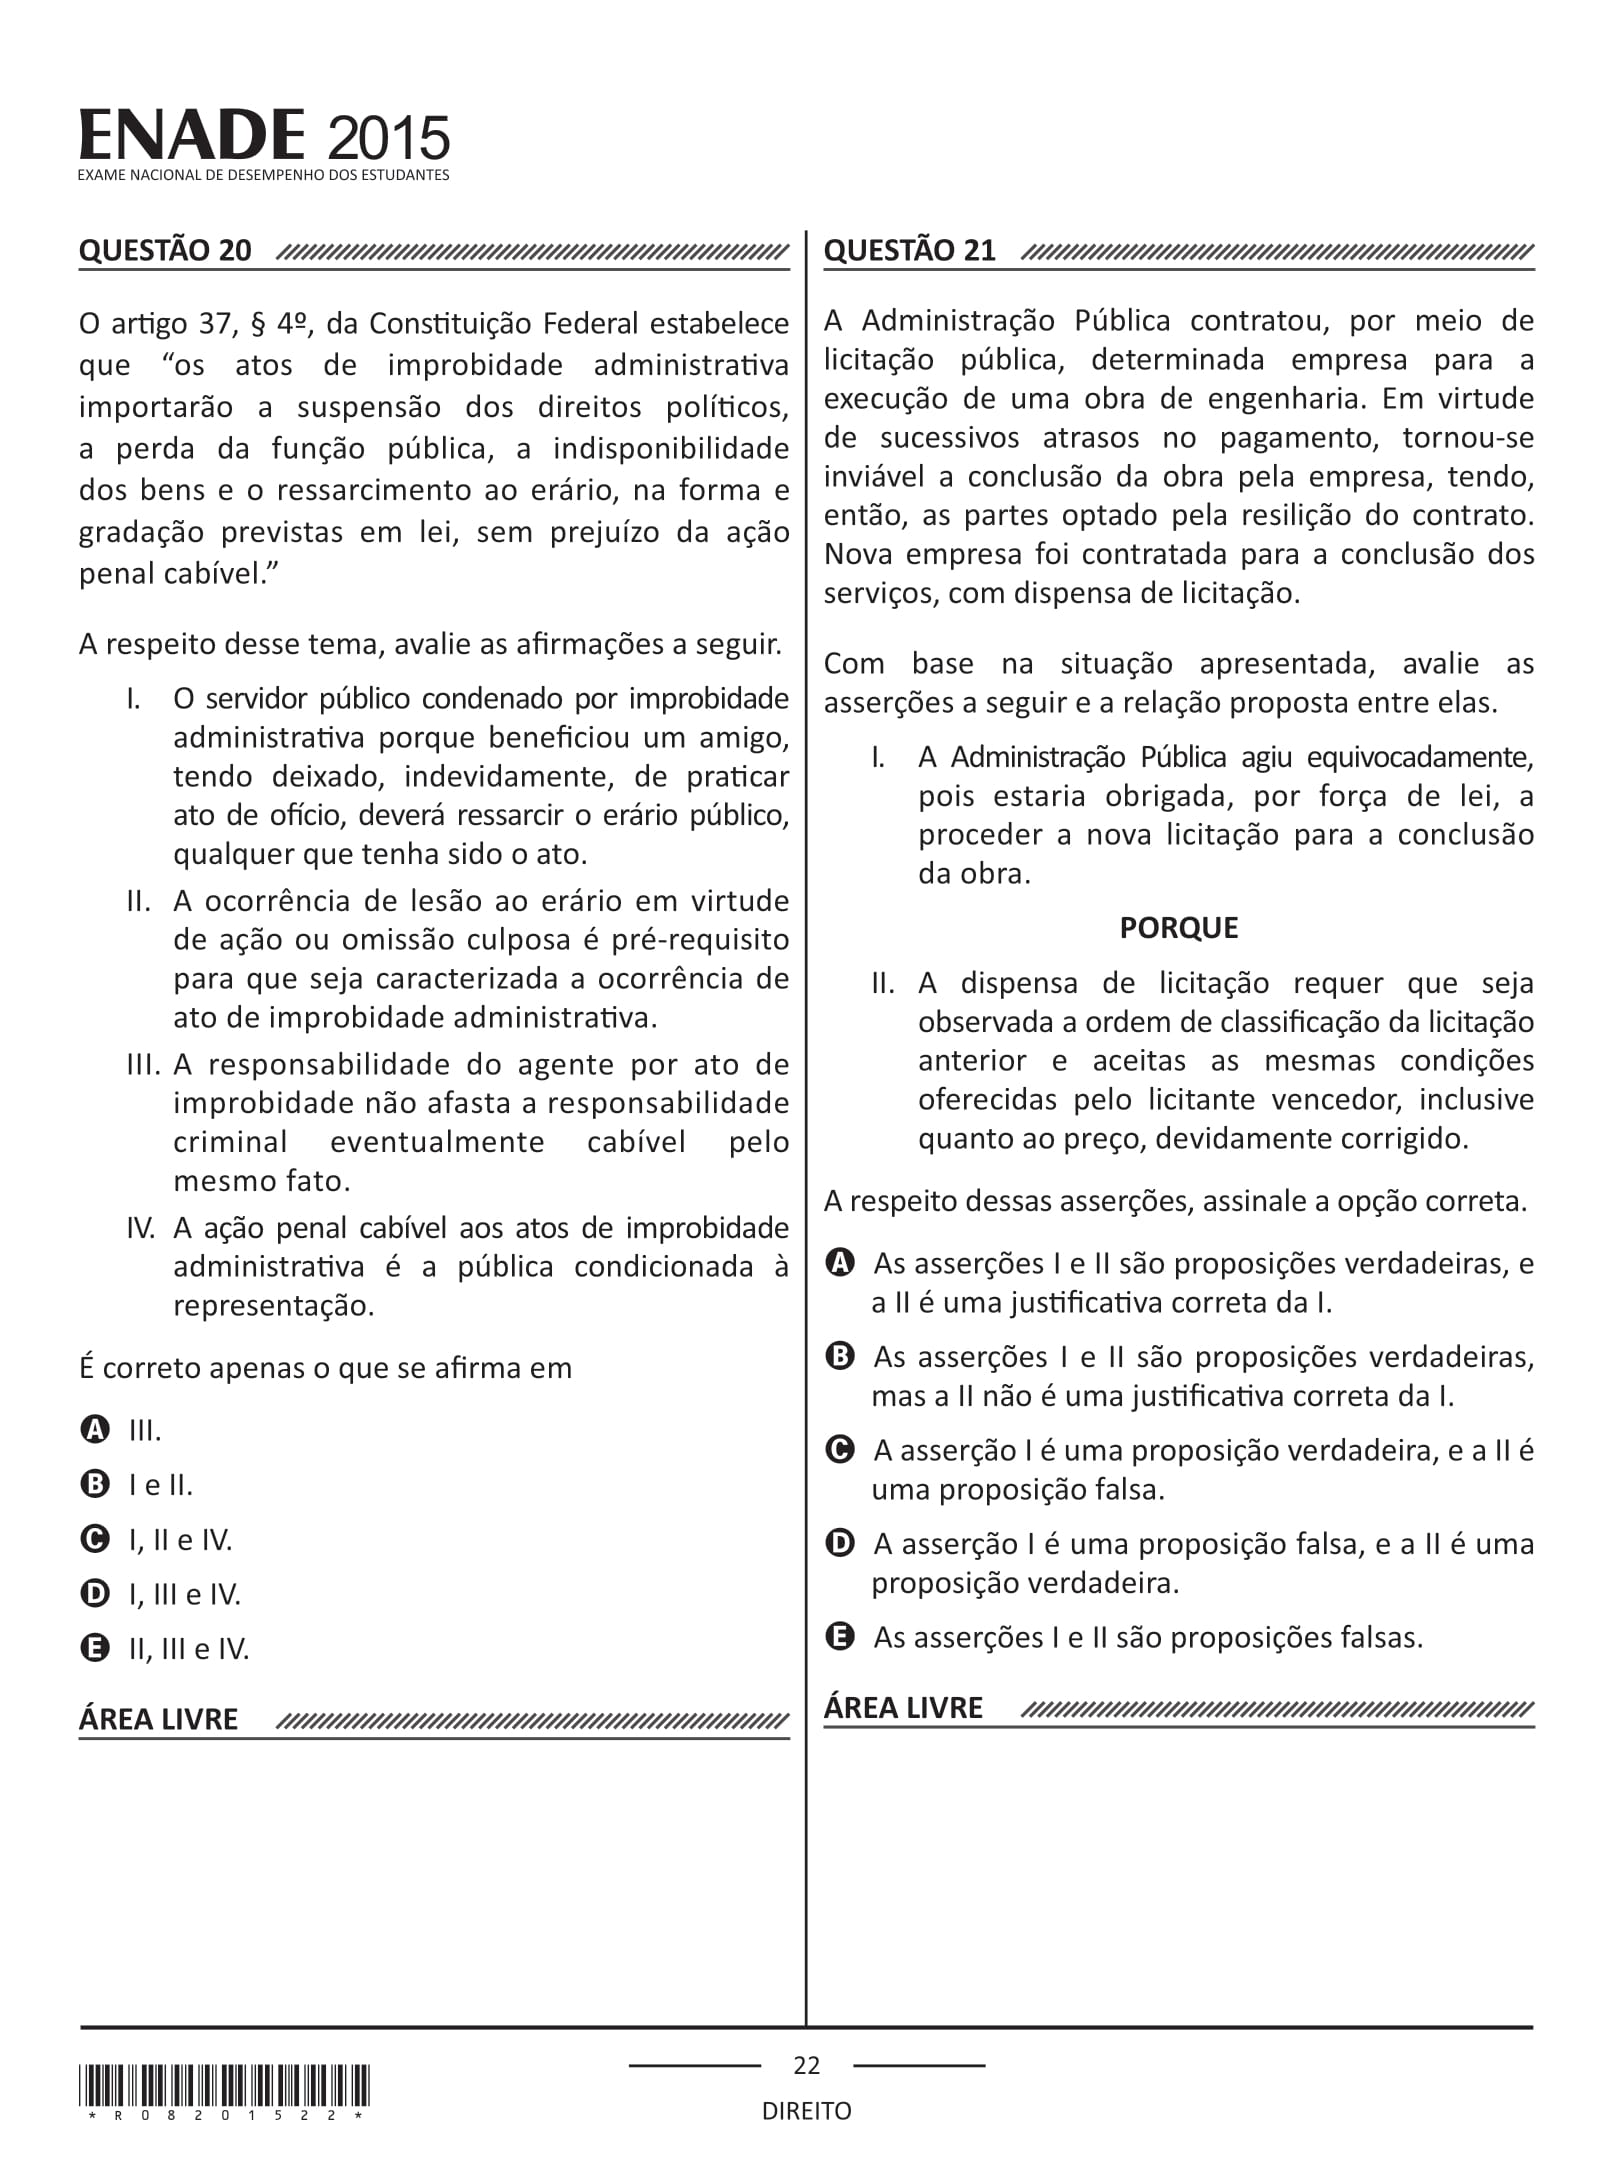 ENADE 2015
EXAME NACIONAL DE DESEMPENHO DOS ESTUDANTES
QUESTÃO 20
O artigo 37, § 4º, da Constituição Federal estabelece
que “os atos de improbidade administrativa
importarão a suspensão dos direitos políticos,
a perda da função pública, a indisponibilidade
dos bens e o ressarcimento ao erário, na forma e
gradação previstas em lei, sem prejuízo da ação
penal cabível.”
A respeito desse tema, avalie as afirmações a seguir.
I. O servidor público condenado por improbidade
administrativa porque beneficiou um amigo,
tendo deixado, indevidamente, de praticar
ato de ofício, deverá ressarcir o erário público,
qualquer que tenha sido o ato.
II. A ocorrência de lesão ao erário em virtude
de ação ou omissão culposa é pré-requisito
para que seja caracterizada a ocorrência de
ato de improbidade administrativa.
III. A responsabilidade do agente por ato de
improbidade não afasta a responsabilidade
criminal eventualmente cabível pelo
mesmo fato.
IV. A ação penal cabível aos atos de improbidade
administrativa é a pública condicionada à
representação.
É correto apenas o que se afirma em
A III.
B I e II.
C I, II e IV.
D I, III e IV.
E II, III e IV.
ÁREA LIVRE
QUESTÃO 21
A Administração Pública contratou, por meio de
licitação pública, determinada empresa para a
execução de uma obra de engenharia. Em virtude
de sucessivos atrasos no pagamento, tornou-se
inviável a conclusão da obra pela empresa, tendo,
então, as partes optado pela resilição do contrato.
Nova empresa foi contratada para a conclusão dos
serviços, com dispensa de licitação.
Com base na situação apresentada, avalie as
asserções a seguir e a relação proposta entre elas.
I. A Administração Pública agiu equivocadamente,
pois estaria obrigada, por força de lei, a
proceder a nova licitação para a conclusão
da obra.
PORQUE
II. A dispensa de licitação requer que seja
observada a ordem de classificação da licitação
anterior e aceitas as mesmas condições
oferecidas pelo licitante vencedor, inclusive
quanto ao preço, devidamente corrigido.
A respeito dessas asserções, assinale a opção correta.
A As asserções I e II são proposições verdadeiras, e
a II é uma justificativa correta da I.
B As asserções I e II são proposições verdadeiras,
mas a II não é uma justificativa correta da I.
C A asserção I é uma proposição verdadeira, e a II é
uma proposição falsa.
D A asserção I é uma proposição falsa, e a II é uma
proposição verdadeira.
E As asserções I e II são proposições falsas.
ÁREA LIVRE
*R08201522*
22
DIREITO